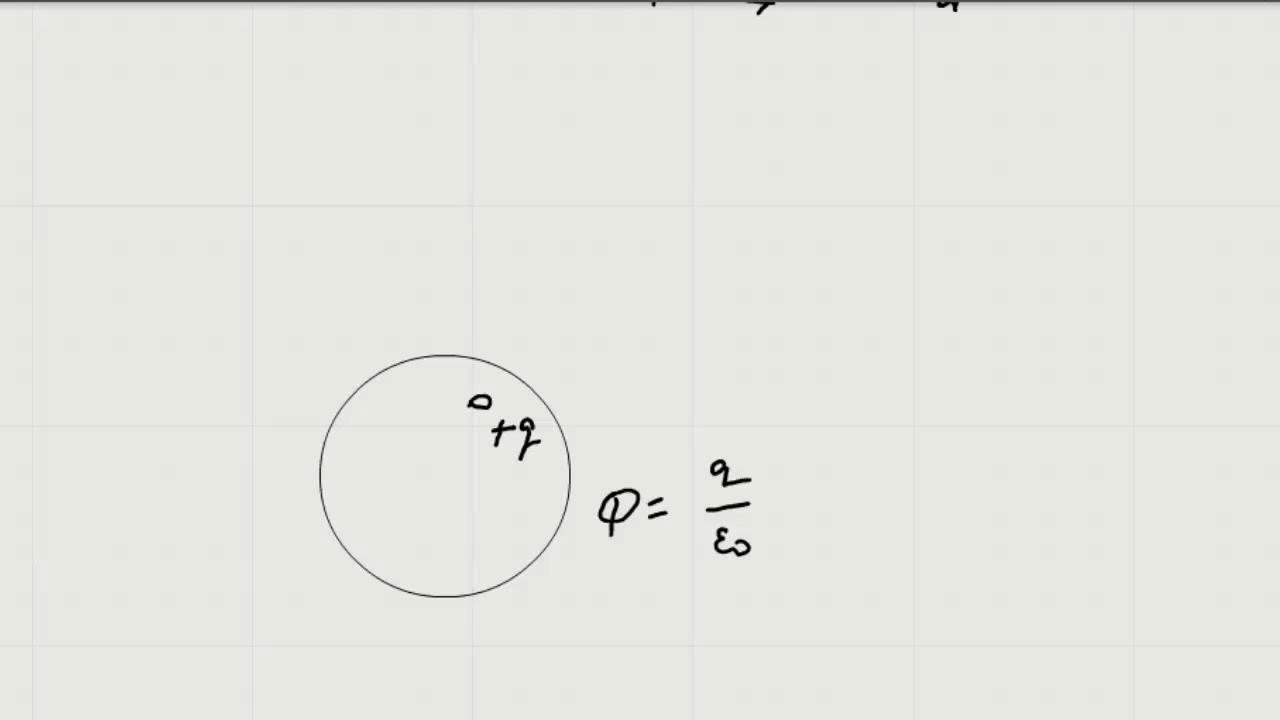 +q
φ = q/ε₀